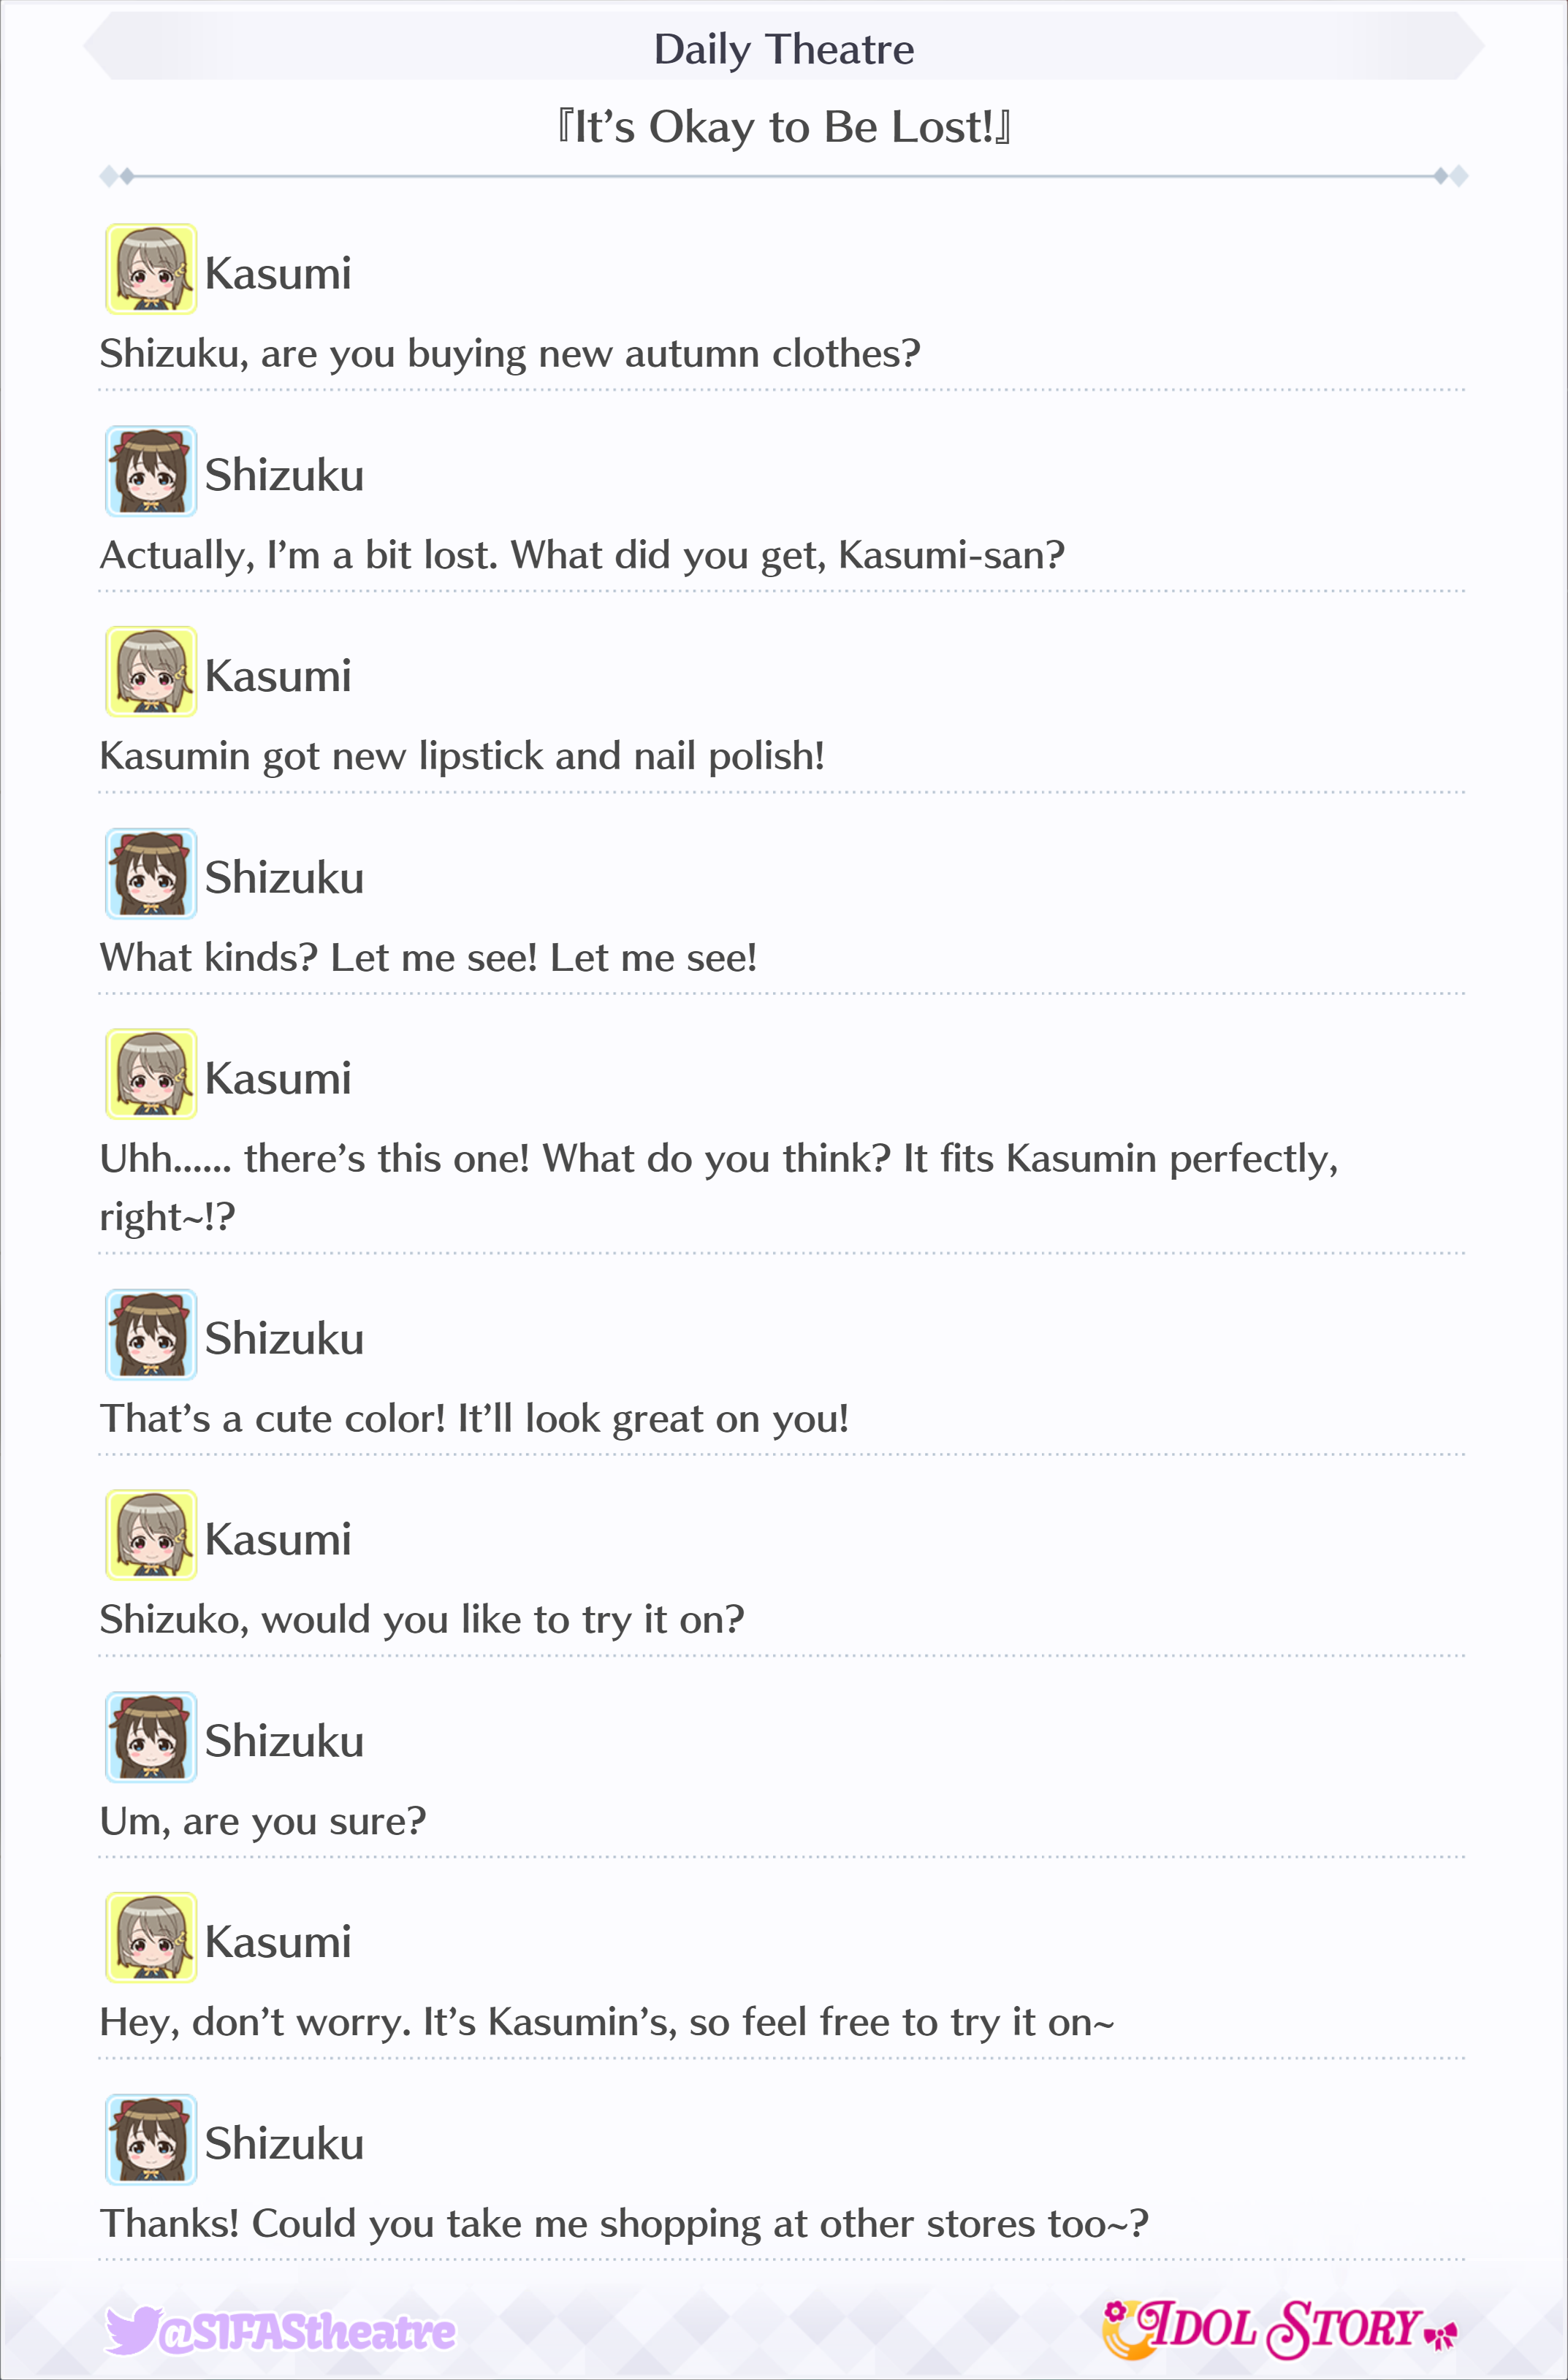 Daily Theatre
『It's Okay to Be Lost!』
Kasumi
Shizuku, are you buying new autumn clothes?
Shizuku
Actually, I'm a bit lost. What did you get, Kasumi-san?
Kasumi
Kasumin got new lipstick and nail polish!
Shizuku
What kinds? Let me see! Let me see!
Kasumi
Uhh...... there's this one! What do you think? It fits Kasumin perfectly,
right~!?
Shizuku
That's a cute color! It'll look great on you!
Kasumi
Shizuko, would you like to try it on?
Shizuku
Um, are you sure?
Kasumi
Hey, don't worry. It's Kasumin's, so feel free to try it on~
Shizuku
Thanks! Could you take me shopping at other stores too~?
@SIFAStheatre
IDOL STORY